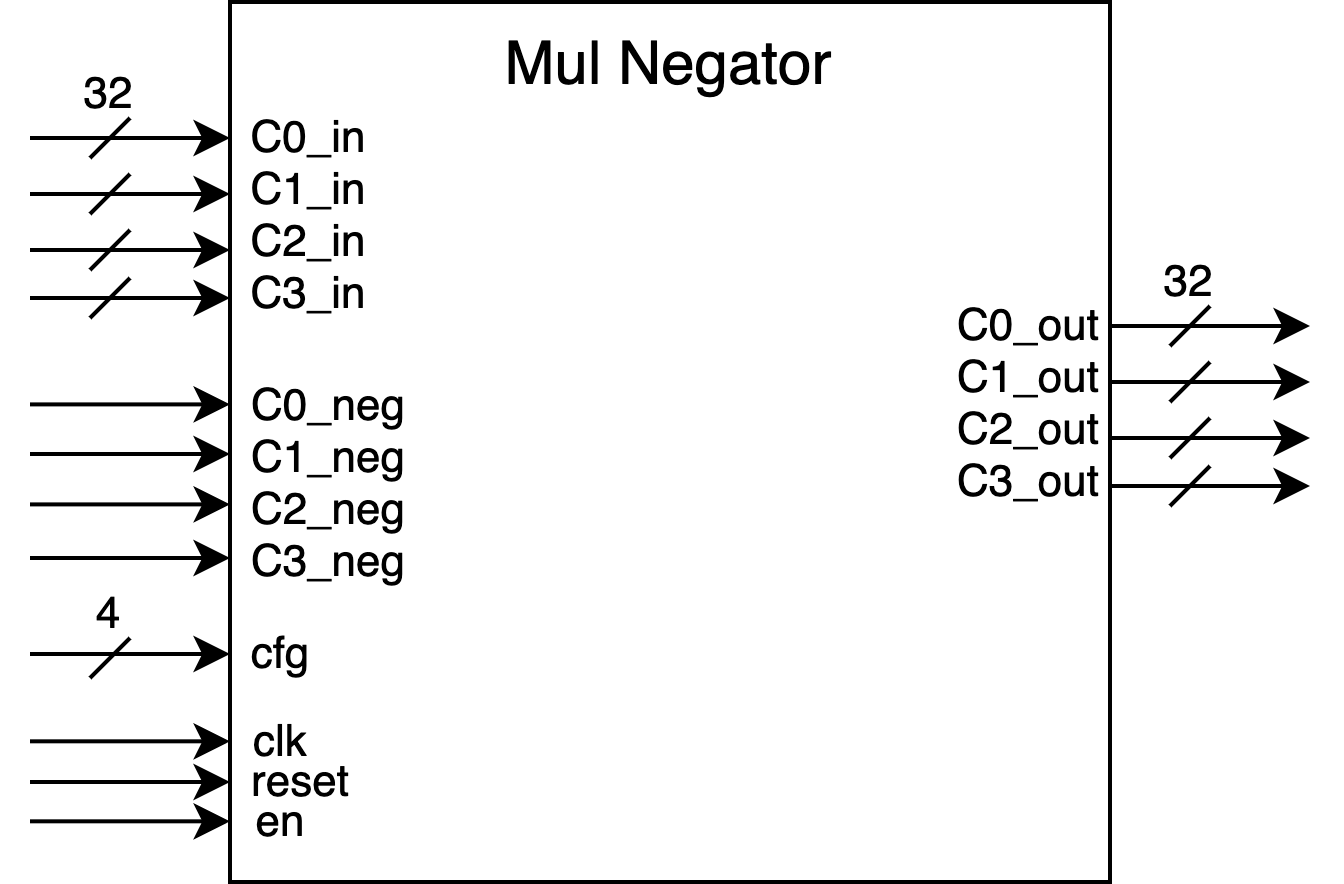 Mul Negator
32
C0_in
C1_in
C2_in
C3_in
C0_neg
C1_neg
C2_neg
C3_neg
4
cfg
clk
reset
en
32
C0_out
C1_out
C2_out
C3_out